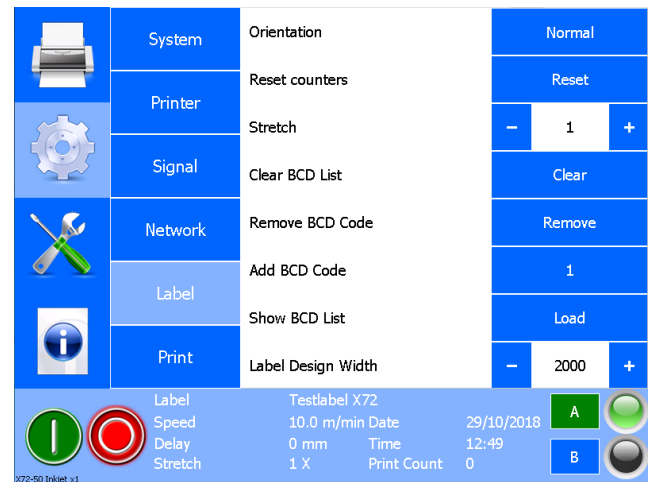 System
Printer
Signal
Network
Label
Print
Orientation Normal
Reset counters Reset
Stretch − 1 +
Clear BCD List Clear
Remove BCD Code Remove
Add BCD Code 1
Show BCD List Load
Label Design Width − 2000 +
Label Testlabel X72
Speed 10.0 m/min Date 29/10/2018
Delay 0 mm Time 12:49
Stretch 1 X Print Count 0
A
B
X72-50 Inkjet x1